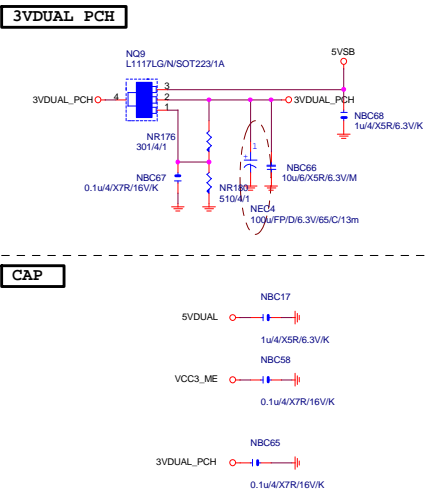 3VDUAL PCH
NQ9
L1117LG/N/SOT223/1A
5VSB
3VDUAL_PCH
4
3
2
1
3VDUAL_PCH
NBC68
1u/4/X5R/6.3V/K
NR176
301/4/1
1
NBC67
0.1u/4/X7R/16V/K
NBC66
10u/6/X5R/6.3V/M
NR180
510/4/1
NEC4
100u/FP/D/6.3V/65/C/13m
CAP
NBC17
5VDUAL
1u/4/X5R/6.3V/K
NBC58
VCC3_ME
0.1u/4/X7R/16V/K
NBC65
3VDUAL_PCH
0.1u/4/X7R/16V/K